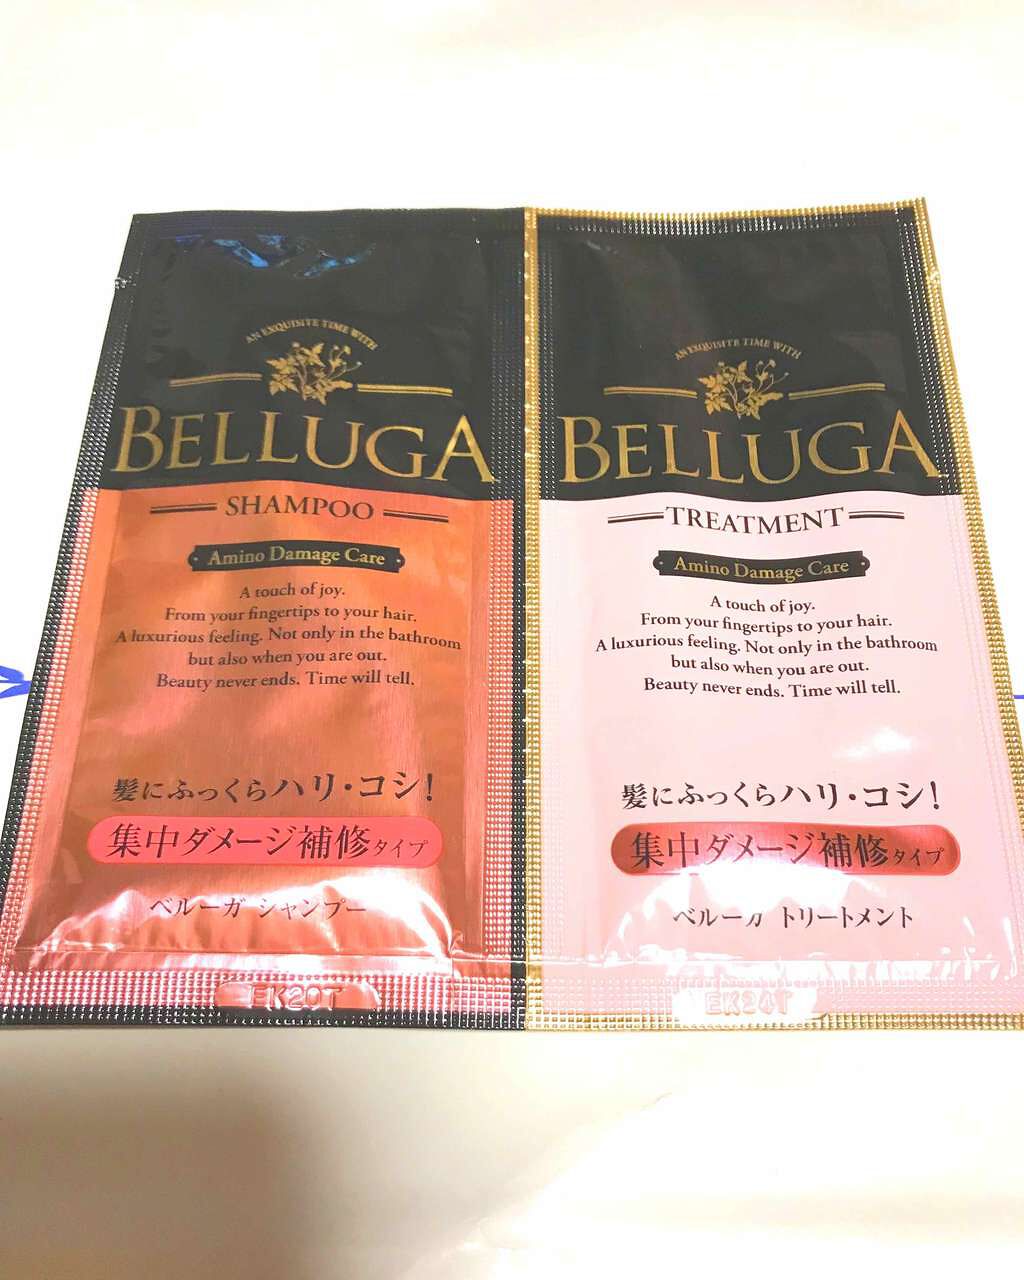 AN EXQUISITE TIME WITH
BELLUGA
SHAMPOO
Amino Damage Care
A touch of joy.
From your fingertips to your hair.
A luxurious feeling. Not only in the bathroom
but also when you are out.
Beauty never ends. Time will tell.
髪にふっくらハリ・コシ!
集中ダメージ補修タイプ
ベルーガ シャンプー
EK20T
AN EXQUISITE TIME WITH
BELLUGA
TREATMENT
Amino Damage Care
A touch of joy.
From your fingertips to your hair.
A luxurious feeling. Not only in the bathroom
but also when you are out.
Beauty never ends. Time will tell.
髪にふっくらハリ・コシ!
集中ダメージ補修タイプ
ベルーガ トリートメント
EK24T